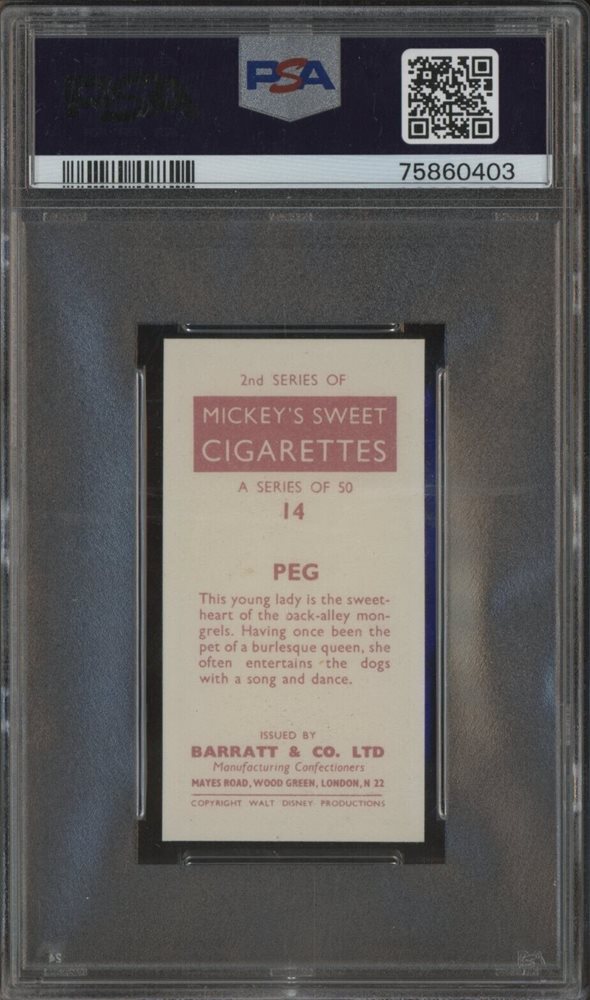 PSA
75860403
2nd SERIES OF
MICKEY'S SWEET
CIGARETTES
A SERIES OF 50
14
PEG
This young lady is the sweet-
heart of the back-alley mon-
grels. Having once been the
pet of a burlesque queen, she
often entertains the dogs
with a song and dance.
ISSUED BY
BARRATT & CO. LTD
Manufacturing Confectioners
MAYES ROAD, WOOD GREEN, LONDON, N 22
COPYRIGHT WALT DISNEY PRODUCTIONS